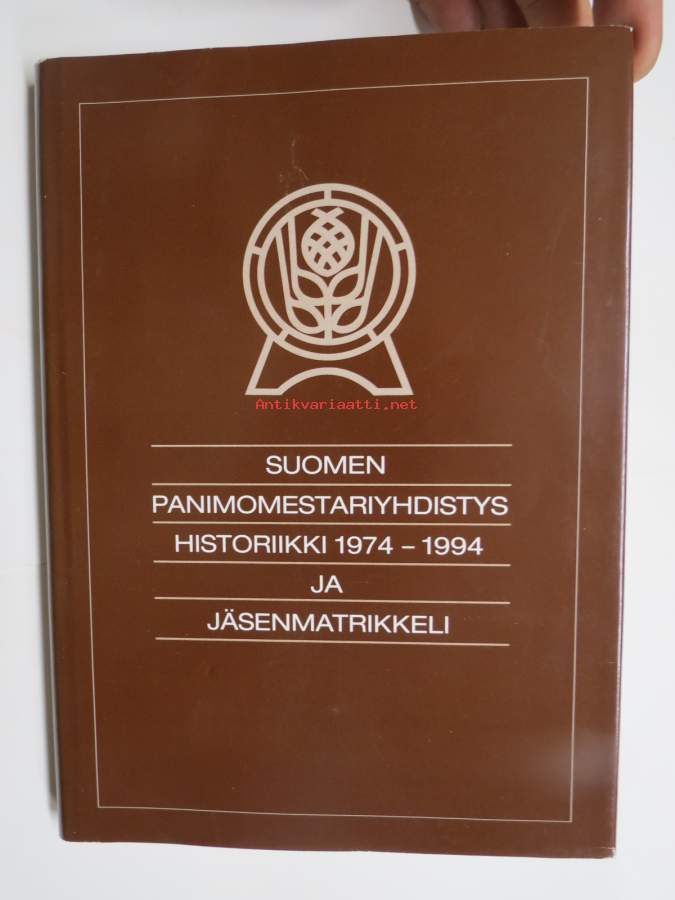 Antikvariaatti.net
SUOMEN
PANIMOMESTARIYHDISTYS
HISTORIIKKI 1974 – 1994
JA
JÄSENMATRIKKELI